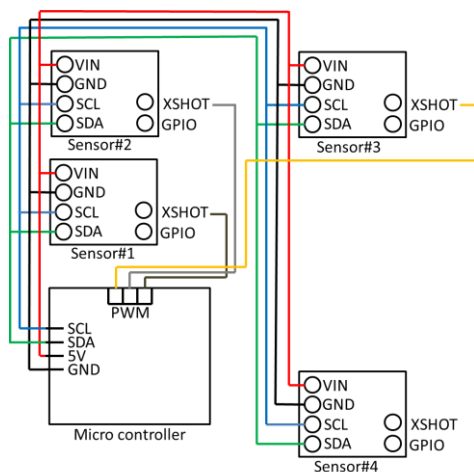 VIN
GND
SCL
SDA
XSHOT
GPIO
Sensor#2
VIN
GND
SCL
SDA
XSHOT
GPIO
Sensor#3
VIN
GND
SCL
SDA
XSHOT
GPIO
Sensor#1
PWM
SCL
SDA
5V
GND
Micro controller
VIN
GND
SCL
SDA
XSHOT
GPIO
Sensor#4